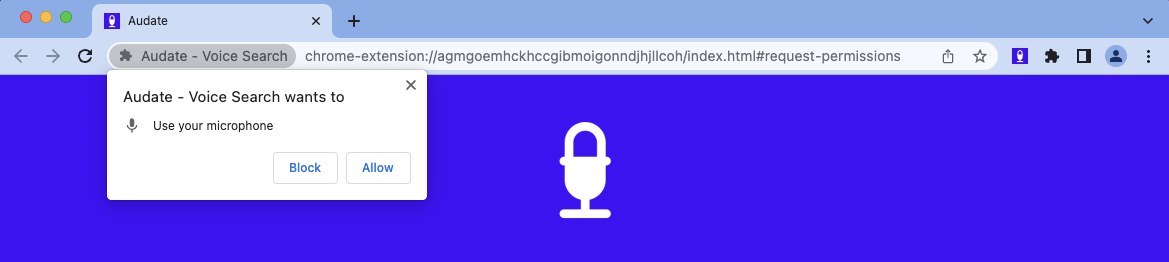 Audate
Audate - Voice Search chrome-extension://agmgoemhckhccgibmoigonndjhjllcoh/index.html#request-permissions
Audate - Voice Search wants to
Use your microphone
Block Allow